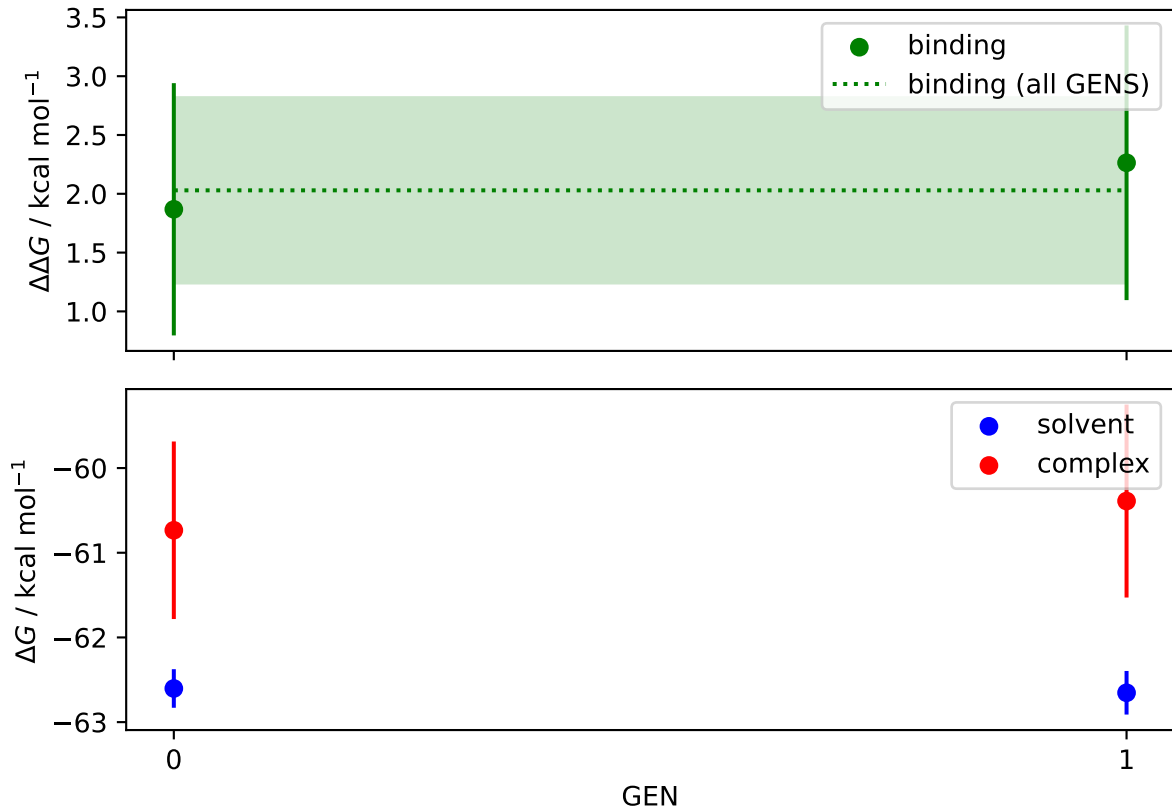 3.5
3.0
2.5
2.0
1.5
1.0
ΔΔG / kcal mol⁻¹
binding
binding (all GENS)
−60
−61
−62
−63
ΔG / kcal mol⁻¹
solvent
complex
0
1
GEN